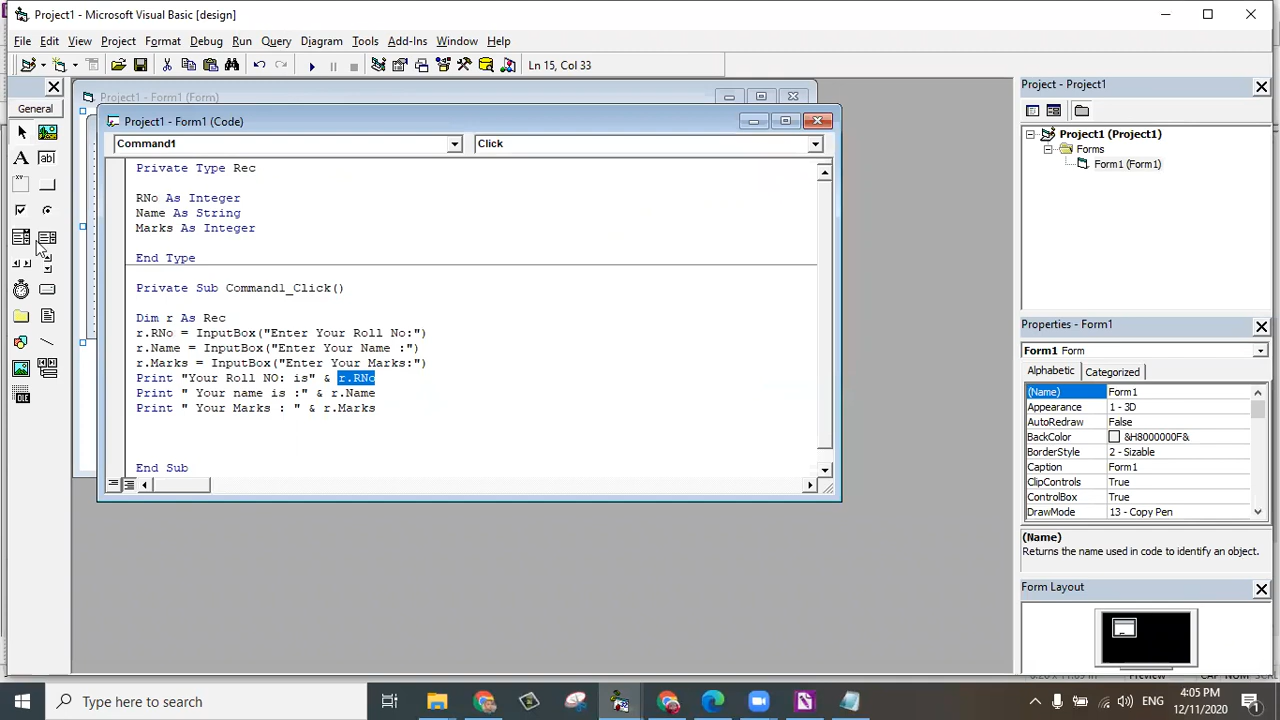 Project1 - Microsoft Visual Basic [design]
File Edit View Project Format Debug Run Query Diagram Tools Add-Ins Window Help
Ln 15, Col 33
General
Project1 - Form1 (Form)
Project1 - Form1 (Code)
Command1 Click
Private Type Rec
RNo As Integer
Name As String
Marks As Integer
End Type
Private Sub Command1_Click()
Dim r As Rec
r.RNo = InputBox("Enter Your Roll No:")
r.Name = InputBox("Enter Your Name :")
r.Marks = InputBox("Enter Your Marks:")
Print "Your Roll NO: is" & r.RNo
Print " Your name is :" & r.Name
Print " Your Marks : " & r.Marks
End Sub
Project - Project1
Project1 (Project1)
Forms
Form1 (Form1)
Properties - Form1
Form1 Form
Alphabetic Categorized
(Name) Form1
Appearance 1 - 3D
AutoRedraw False
BackColor &H8000000F&
BorderStyle 2 - Sizable
Caption Form1
ClipControls True
ControlBox True
DrawMode 13 - Copy Pen
(Name)
Returns the name used in code to identify an object.
Form Layout
Type here to search
ENG
4:05 PM
12/11/2020